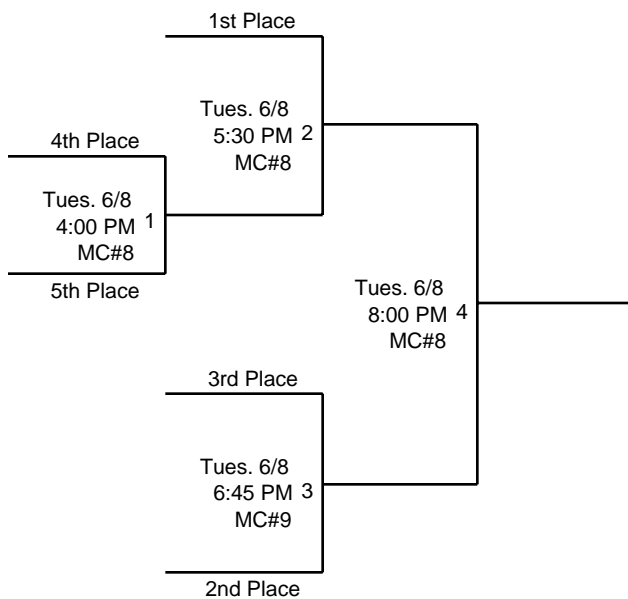 1st Place
Tues. 6/8
5:30 PM 2
MC#8
4th Place
Tues. 6/8
4:00 PM 1
MC#8
5th Place
Tues. 6/8
8:00 PM 4
MC#8
3rd Place
Tues. 6/8
6:45 PM 3
MC#9
2nd Place